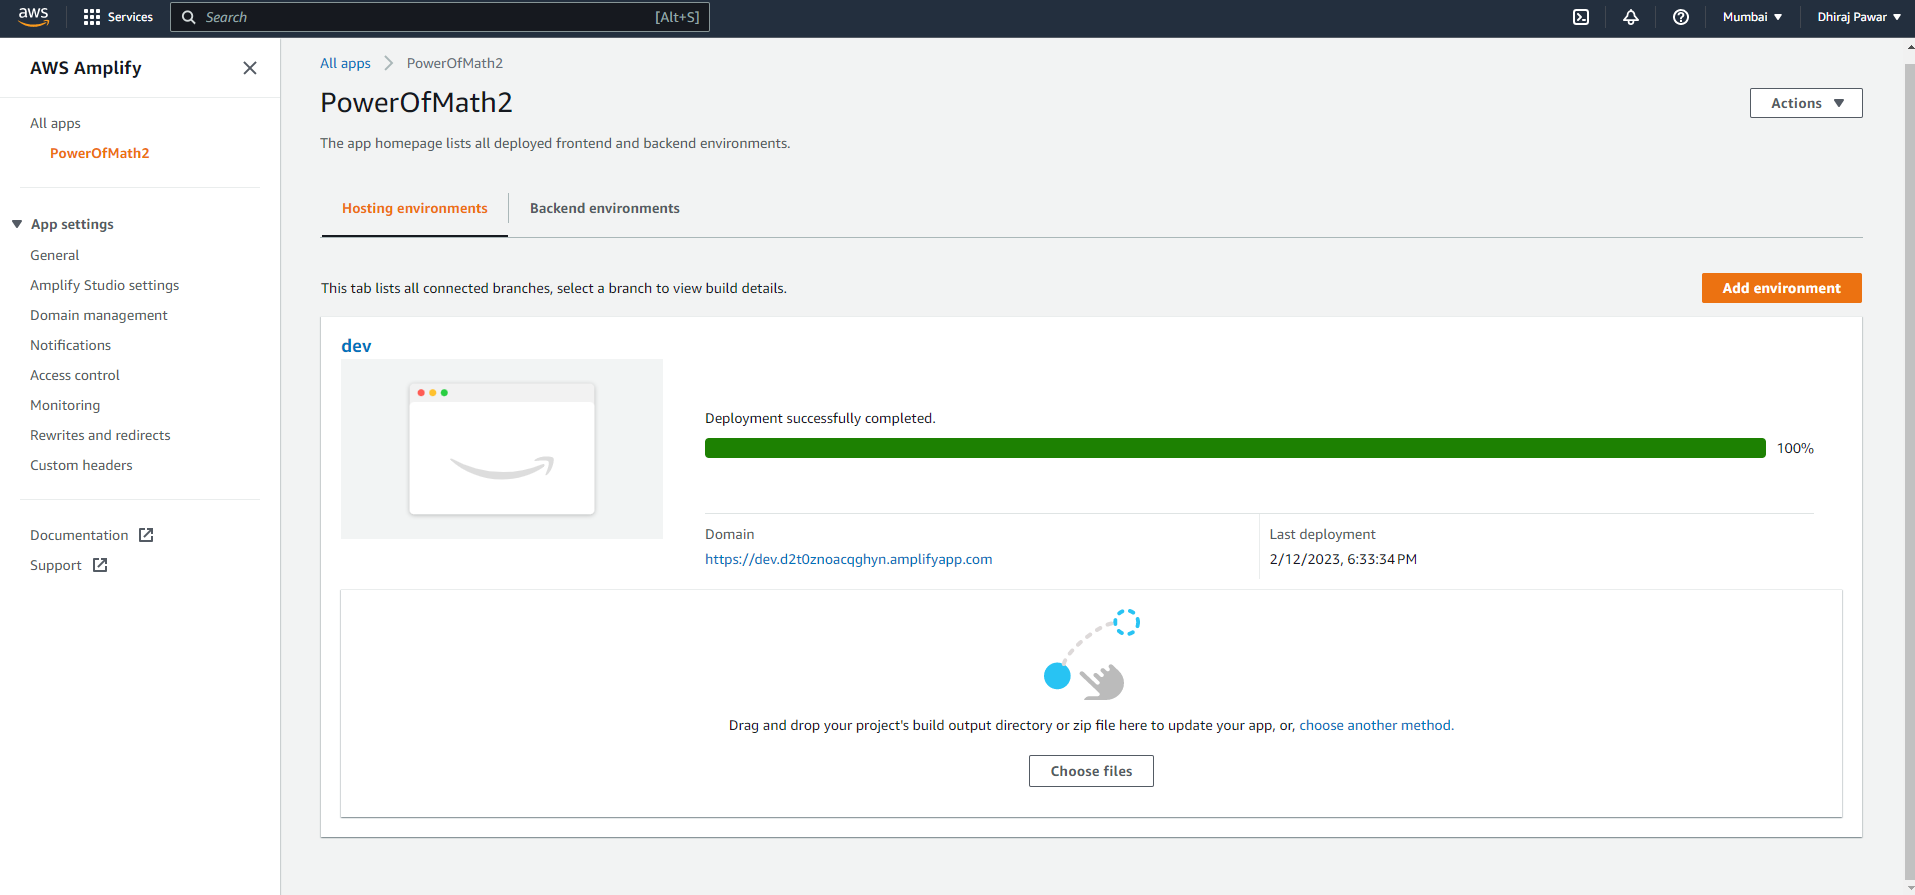 aws Services Search [Alt+S] Mumbai Dhiraj Pawar
AWS Amplify
All apps
PowerOfMath2
App settings
General
Amplify Studio settings
Domain management
Notifications
Access control
Monitoring
Rewrites and redirects
Custom headers
Documentation
Support
All apps PowerOfMath2
PowerOfMath2
Actions
The app homepage lists all deployed frontend and backend environments.
Hosting environments Backend environments
This tab lists all connected branches, select a branch to view build details.
Add environment
dev
Deployment successfully completed.
100%
Domain
https://dev.d2t0znoacqghyn.amplifyapp.com
Last deployment
2/12/2023, 6:33:34 PM
Drag and drop your project's build output directory or zip file here to update your app, or, choose another method.
Choose files